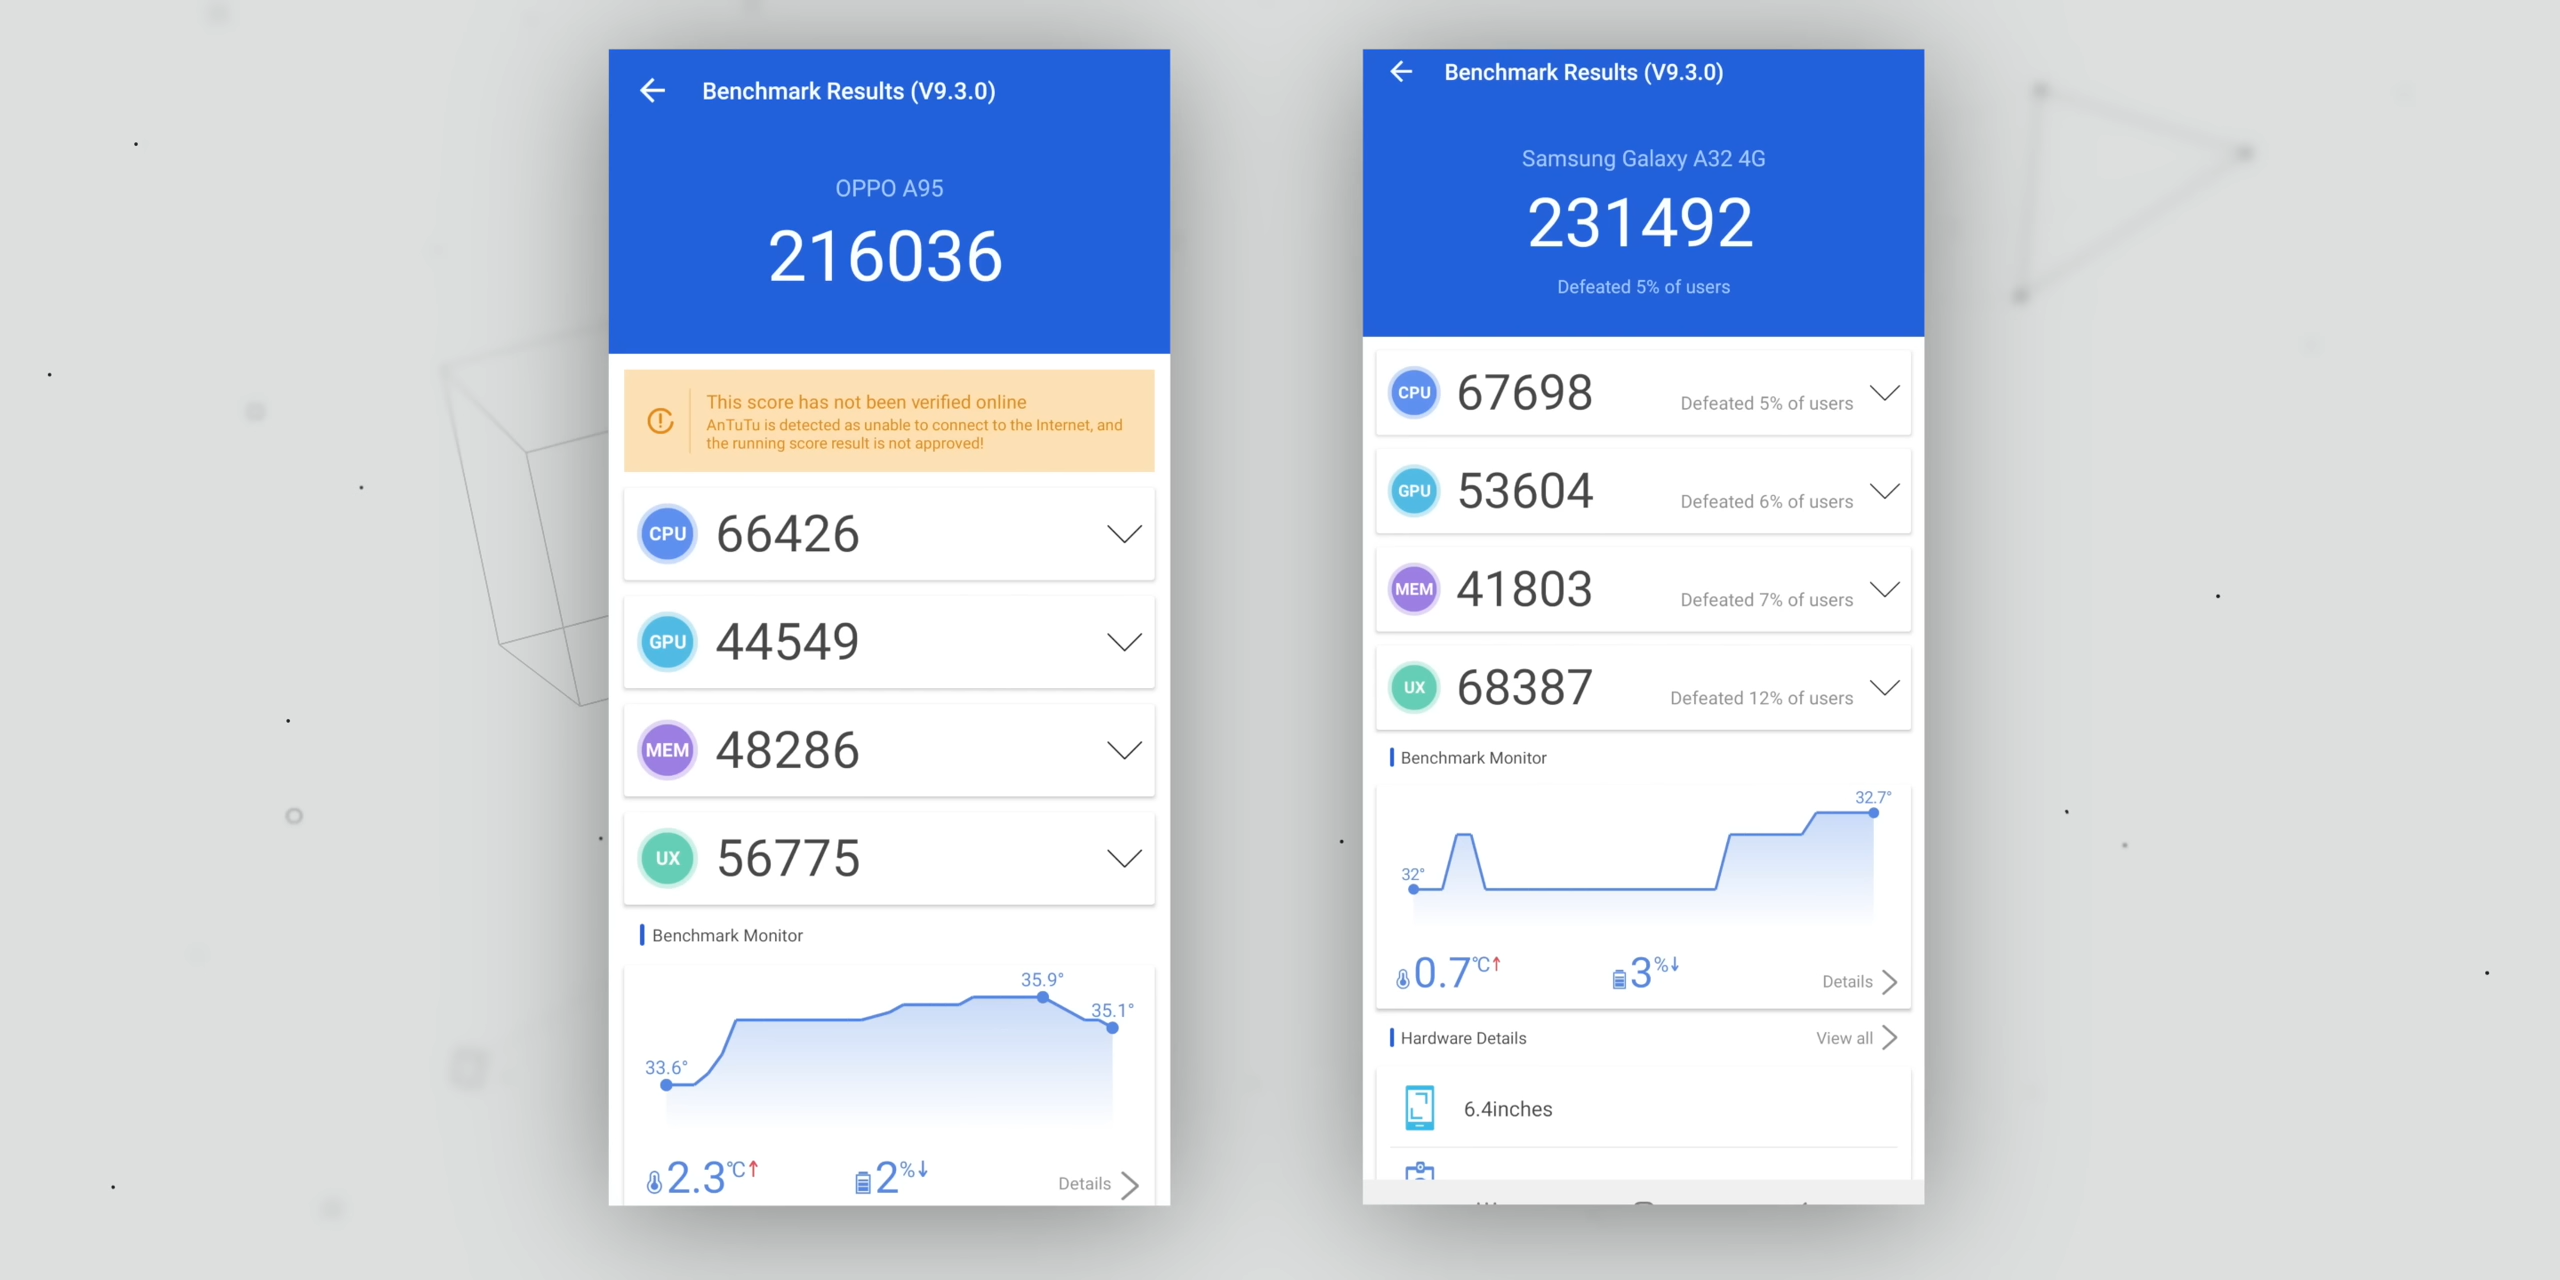 Benchmark Results (V9.3.0)
OPPO A95
216036
This score has not been verified online
AnTuTu is detected as unable to connect to the Internet, and
the running score result is not approved!
CPU 66426
GPU 44549
MEM 48286
UX 56775
Benchmark Monitor
35.9°
35.1°
33.6°
2.3°C↑ 2%↓ Details
Benchmark Results (V9.3.0)
Samsung Galaxy A32 4G
231492
Defeated 5% of users
CPU 67698 Defeated 5% of users
GPU 53604 Defeated 6% of users
MEM 41803 Defeated 7% of users
UX 68387 Defeated 12% of users
Benchmark Monitor
32.7°
32°
0.7°C↑ 3%↓ Details
Hardware Details View all
6.4inches